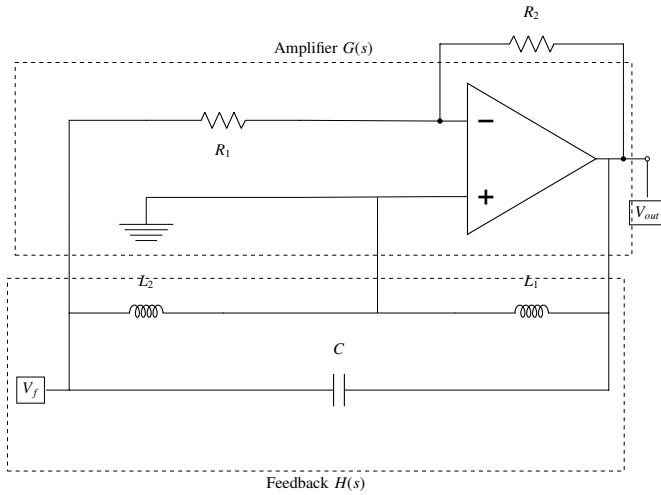 R2
Amplifier G(s)
R1
−
+
Vout
L2
L1
C
Vf
Feedback H(s)